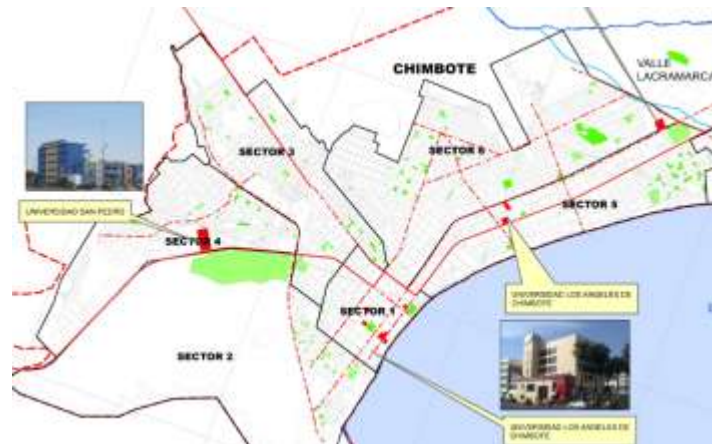 CHIMBOTE
VALLE
LACRAMARCA
SECTOR 3
SECTOR 6
UNIVERSIDAD SAN PEDRO
SECTOR 4
SECTOR 5
UNIVERSIDAD LOS ANGELES DE
CHIMBOTE
SECTOR 1
SECTOR 2
UNIVERSIDAD LOS ANGELES DE
CHIMBOTE